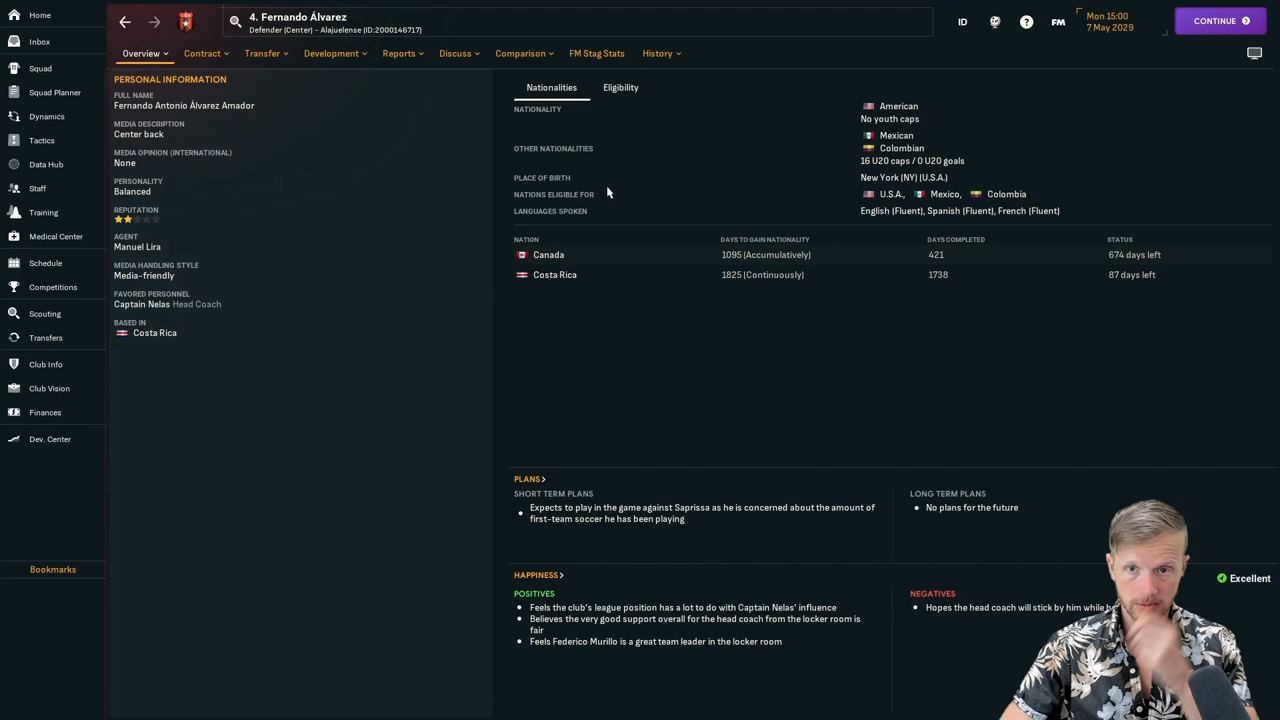 4. Fernando Álvarez
Defender (Center) - Alajuelense (ID:2000146717)
ID
FM
Mon 15:00
7 May 2029
CONTINUE
Home
Inbox
Squad
Squad Planner
Dynamics
Tactics
Data Hub
Staff
Training
Medical Center
Schedule
Competitions
Scouting
Transfers
Club Info
Club Vision
Finances
Dev. Center
Bookmarks
Overview
Contract
Transfer
Development
Reports
Discuss
Comparison
FM Stag Stats
History
PERSONAL INFORMATION
FULL NAME
Fernando Antonio Álvarez Amador
MEDIA DESCRIPTION
Center back
MEDIA OPINION (INTERNATIONAL)
None
PERSONALITY
Balanced
REPUTATION
AGENT
Manuel Lira
MEDIA HANDLING STYLE
Media-friendly
FAVORED PERSONNEL
Captain Nelas Head Coach
BASED IN
Costa Rica
Nationalities
Eligibility
NATIONALITY
American
No youth caps
OTHER NATIONALITIES
Mexican
Colombian
16 U20 caps / 0 U20 goals
PLACE OF BIRTH
New York (NY) (U.S.A.)
NATIONS ELIGIBLE FOR
U.S.A., Mexico, Colombia
LANGUAGES SPOKEN
English (Fluent), Spanish (Fluent), French (Fluent)
NATION DAYS TO GAIN NATIONALITY DAYS COMPLETED STATUS
Canada 1095 (Accumulatively) 421 674 days left
Costa Rica 1825 (Continuously) 1738 87 days left
PLANS
SHORT TERM PLANS
Expects to play in the game against Saprissa as he is concerned about the amount of
first-team soccer he has been playing
LONG TERM PLANS
No plans for the future
HAPPINESS
Excellent
POSITIVES
Feels the club's league position has a lot to do with Captain Nelas' influence
Believes the very good support overall for the head coach from the locker room is
fair
Feels Federico Murillo is a great team leader in the locker room
NEGATIVES
Hopes the head coach will stick by him while